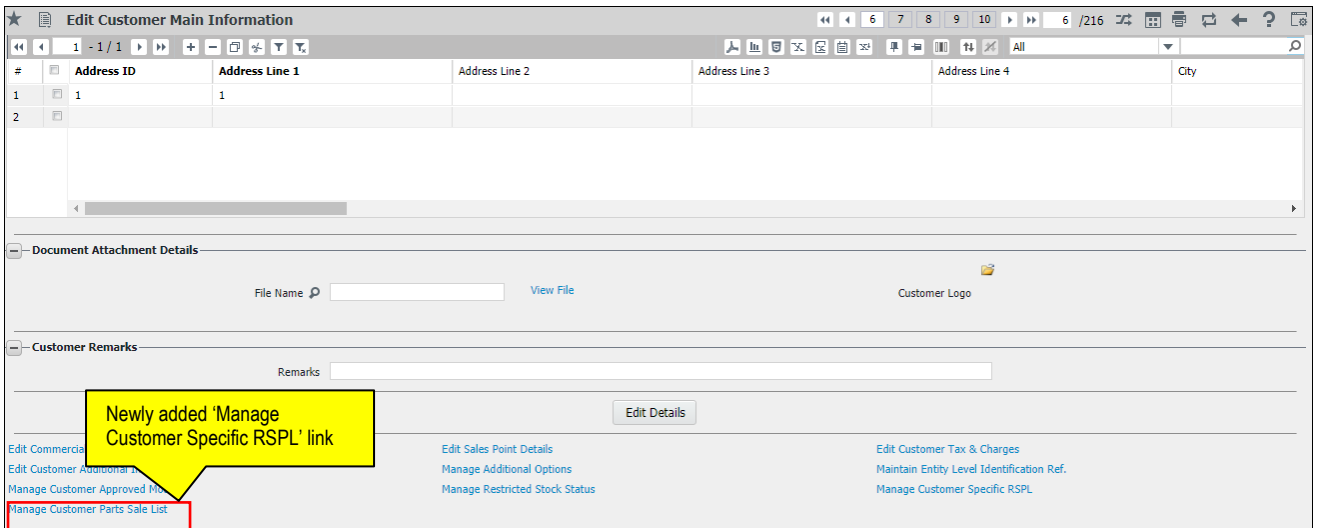 Edit Customer Main Information 6 7 8 9 10 6 /216 ?
1 - 1 / 1 All
# Address ID Address Line 1 Address Line 2 Address Line 3 Address Line 4 City
1 1 1
2
Document Attachment Details
File Name View File Customer Logo
Customer Remarks
Remarks
Newly added ‘Manage
Customer Specific RSPL’ link
Edit Details
Edit Sales Point Details Edit Customer Tax & Charges
Edit Customer Manage Additional Options Maintain Entity Level Identification Ref.
Manage Customer Approved Manage Restricted Stock Status Manage Customer Specific RSPL
Manage Customer Parts Sale List